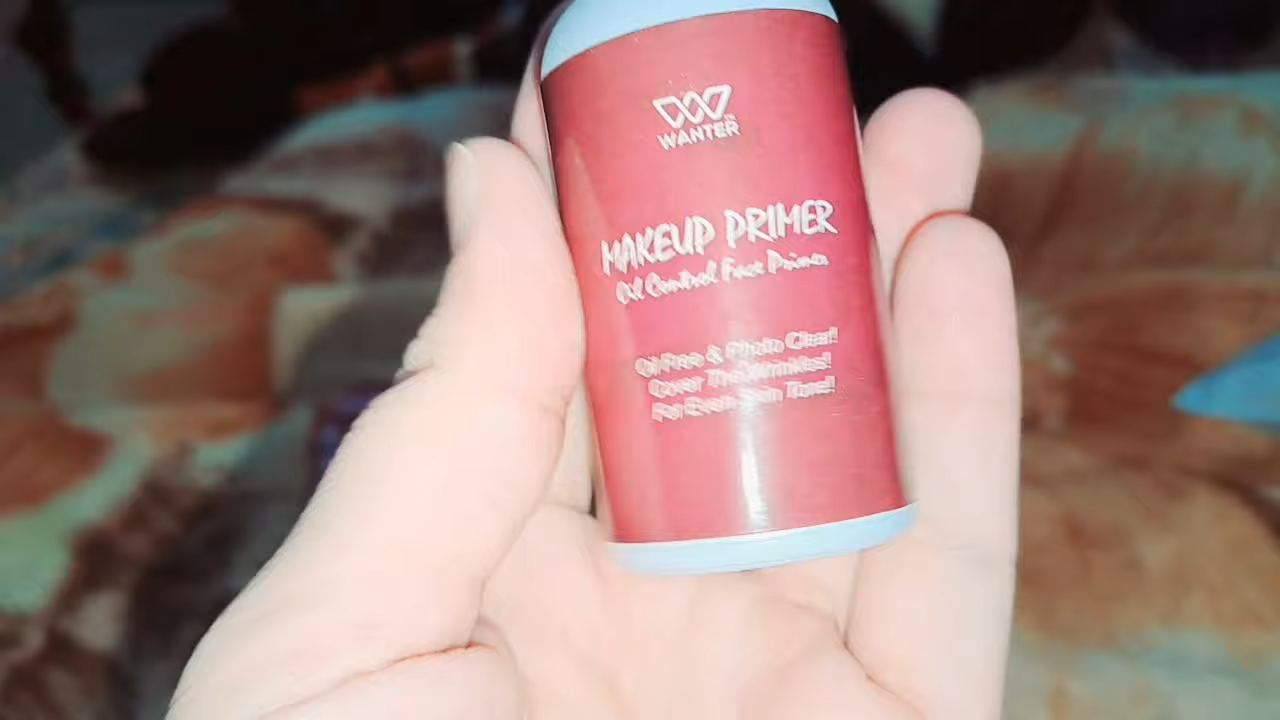 WANTER
MAKEUP PRIMER
Oil Control Face Primer
Oil Free & Photo Clear!
Cover The Wrinkles!
For Even Skin Tone!!